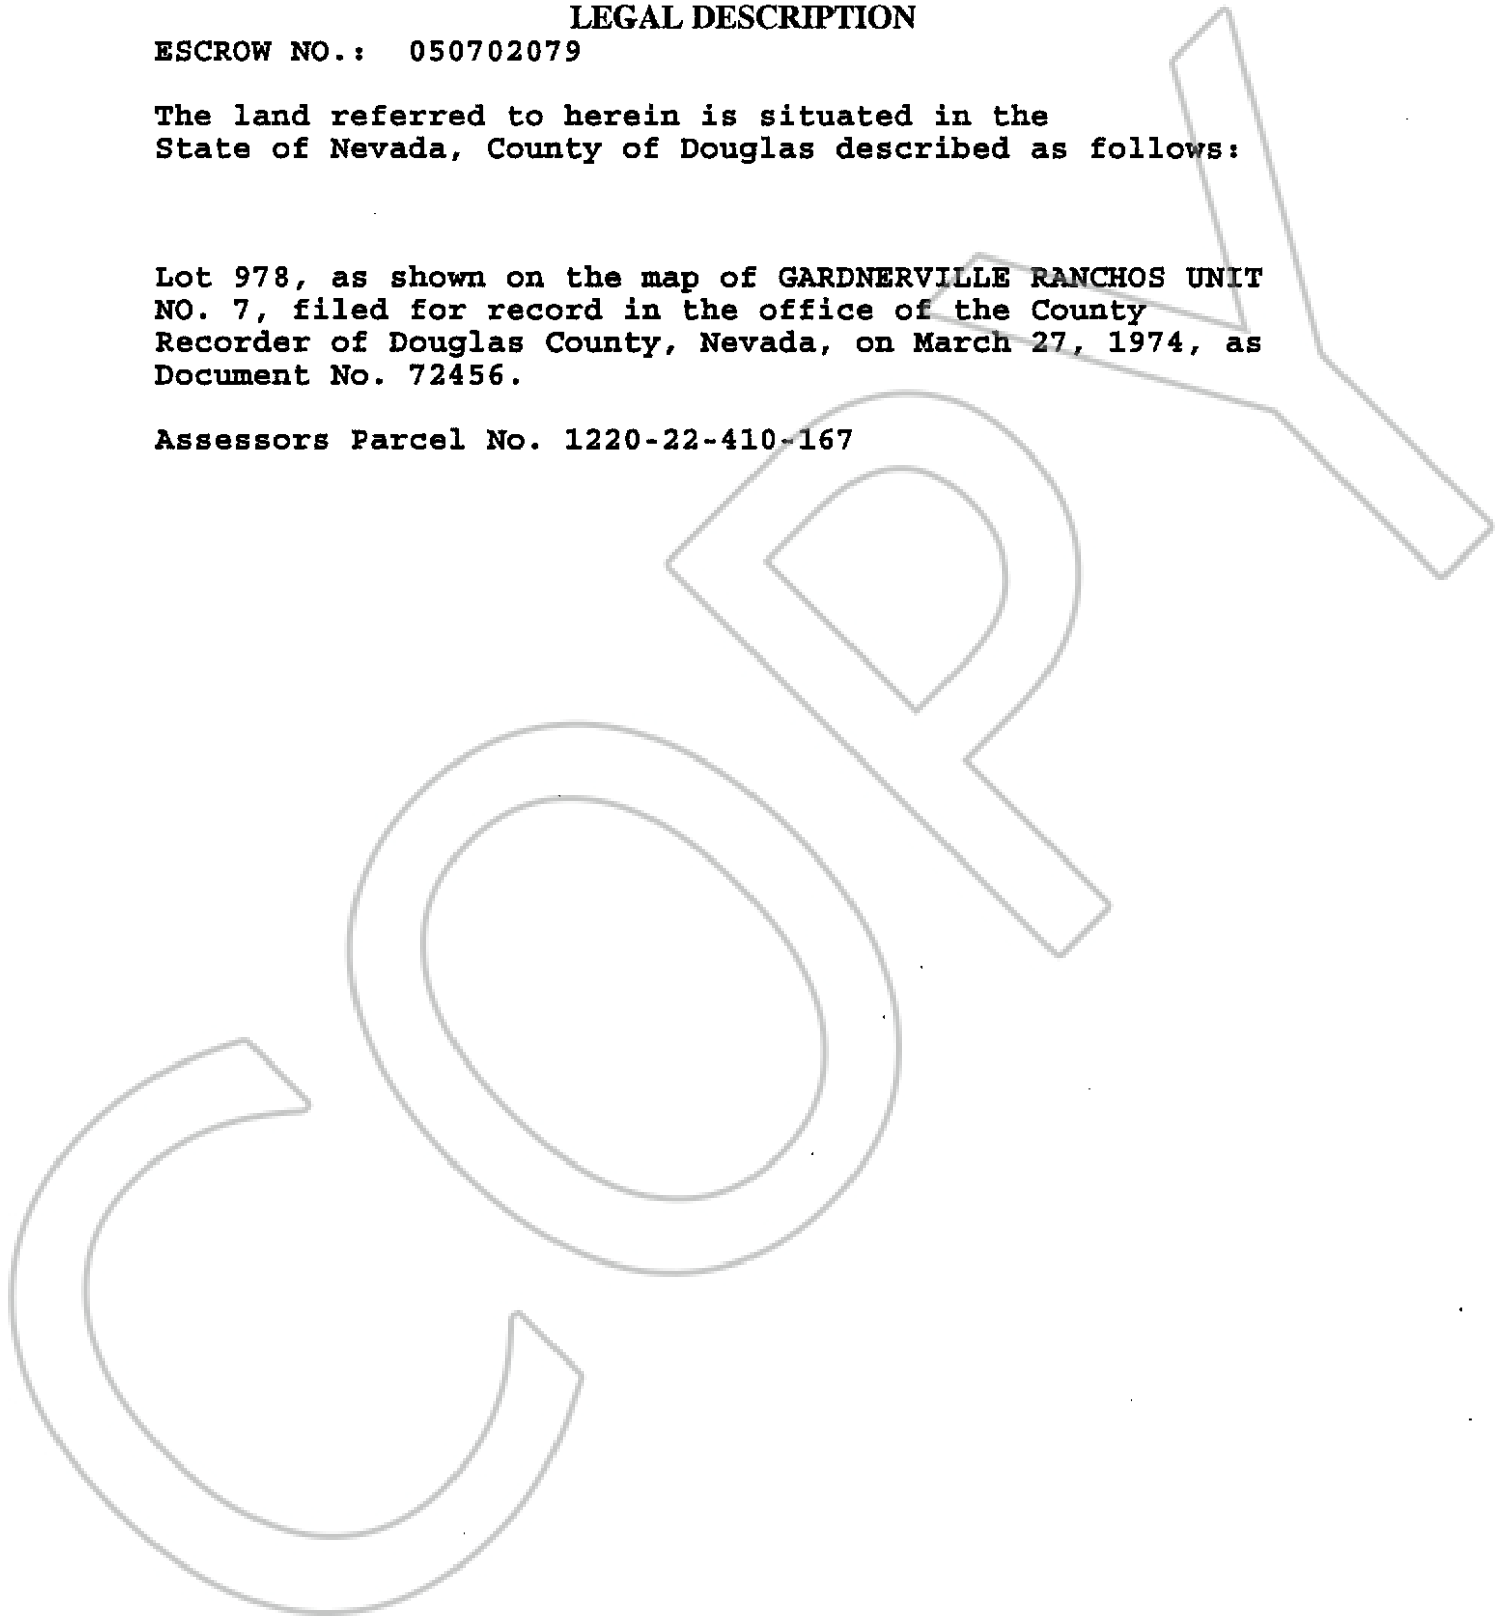 LEGAL DESCRIPTION
ESCROW NO.: 050702079
The land referred to herein is situated in the
State of Nevada, County of Douglas described as follows:
Lot 978, as shown on the map of GARDNERVILLE RANCHOS UNIT
NO. 7, filed for record in the office of the County
Recorder of Douglas County, Nevada, on March 27, 1974, as
Document No. 72456.
Assessors Parcel No. 1220-22-410-167
COPY